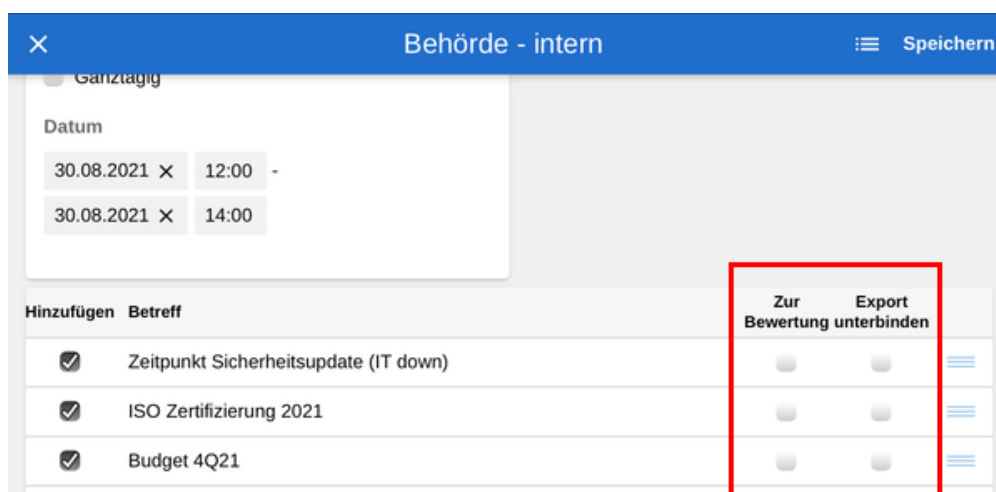 Behörde - intern
Speichern
Ganztägig
Datum
30.08.2021 12:00 -
30.08.2021 14:00
Hinzufügen Betreff Zur Bewertung Export unterbinden
Zeitpunkt Sicherheitsupdate (IT down)
ISO Zertifizierung 2021
Budget 4Q21